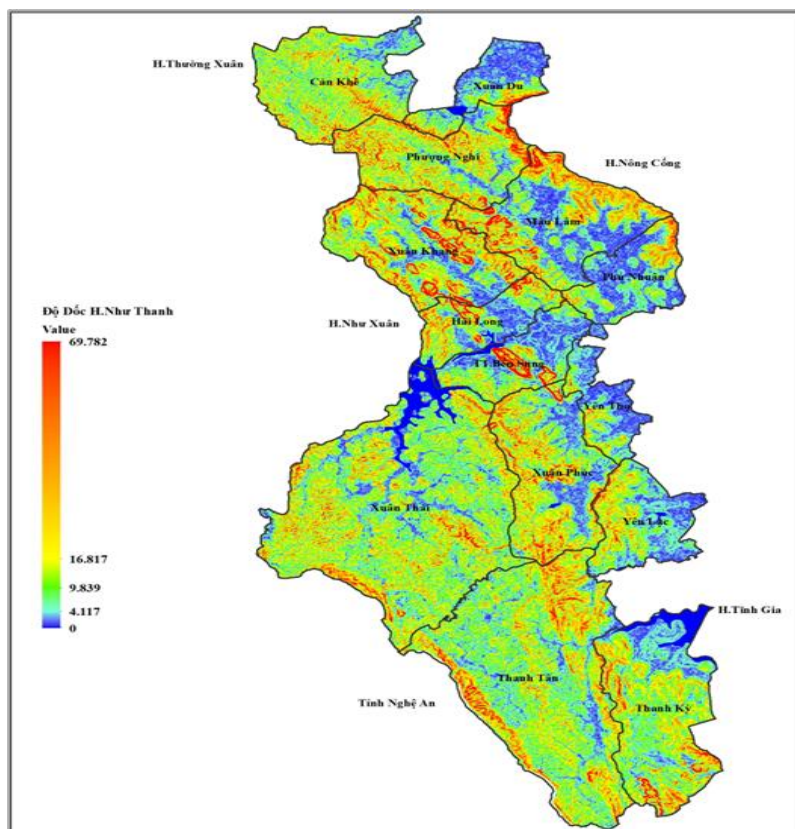 H.Thường Xuân
Cán Khê
Xuân Du
Phượng Nghi
H.Nông Cống
Mậu Lâm
Xuân Khang
Phú Nhuận
Độ Dốc H.Như Thanh
Value
69.782
16.817
9.839
4.117
0
H.Như Xuân
Hải Long
TT.Bến Sung
Yên Thọ
Xuân Phúc
Xuân Thái
Yên Lạc
H.Tĩnh Gia
Thanh Tân
Tỉnh Nghệ An
Thanh Kỳ